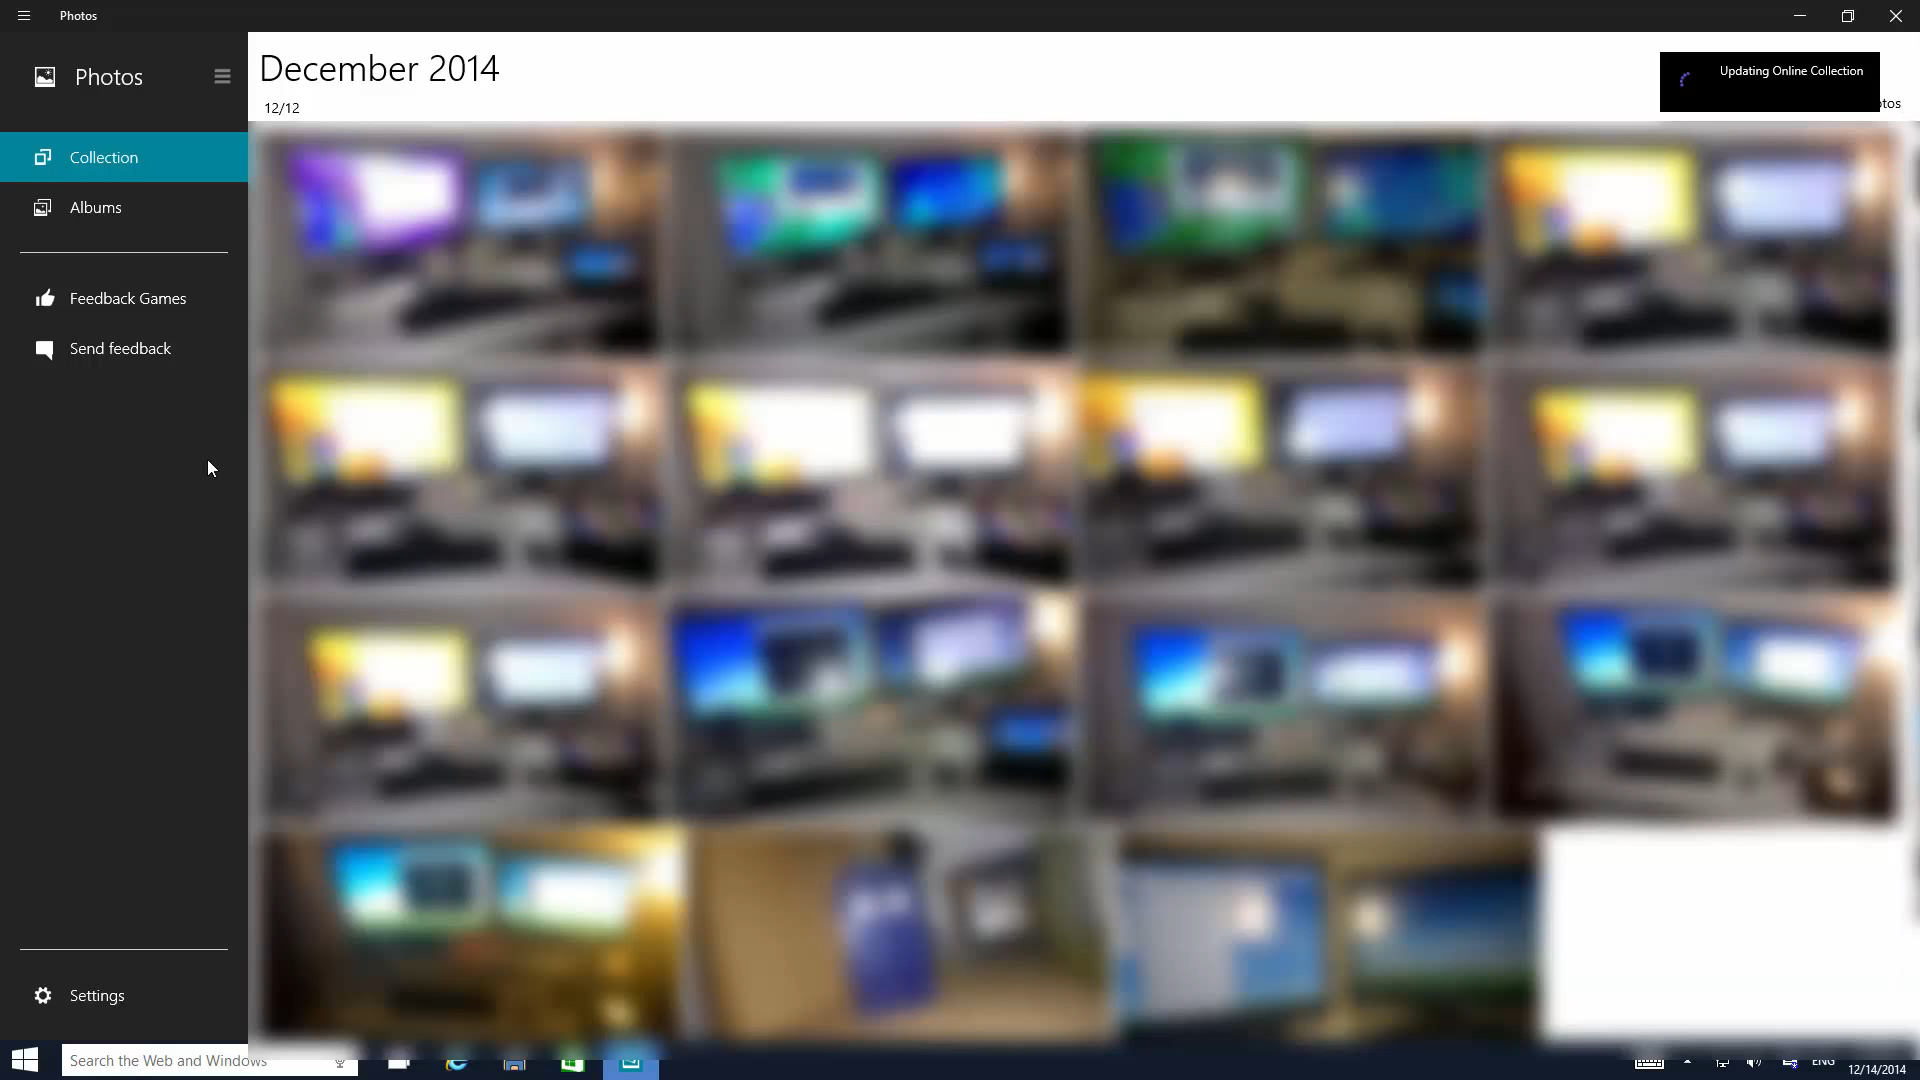 Photos
Photos
December 2014
Updating Online Collection
12/12
otos
Collection
Albums
Feedback Games
Send feedback
Settings
Search the Web and Windows
ENG
12/14/2014